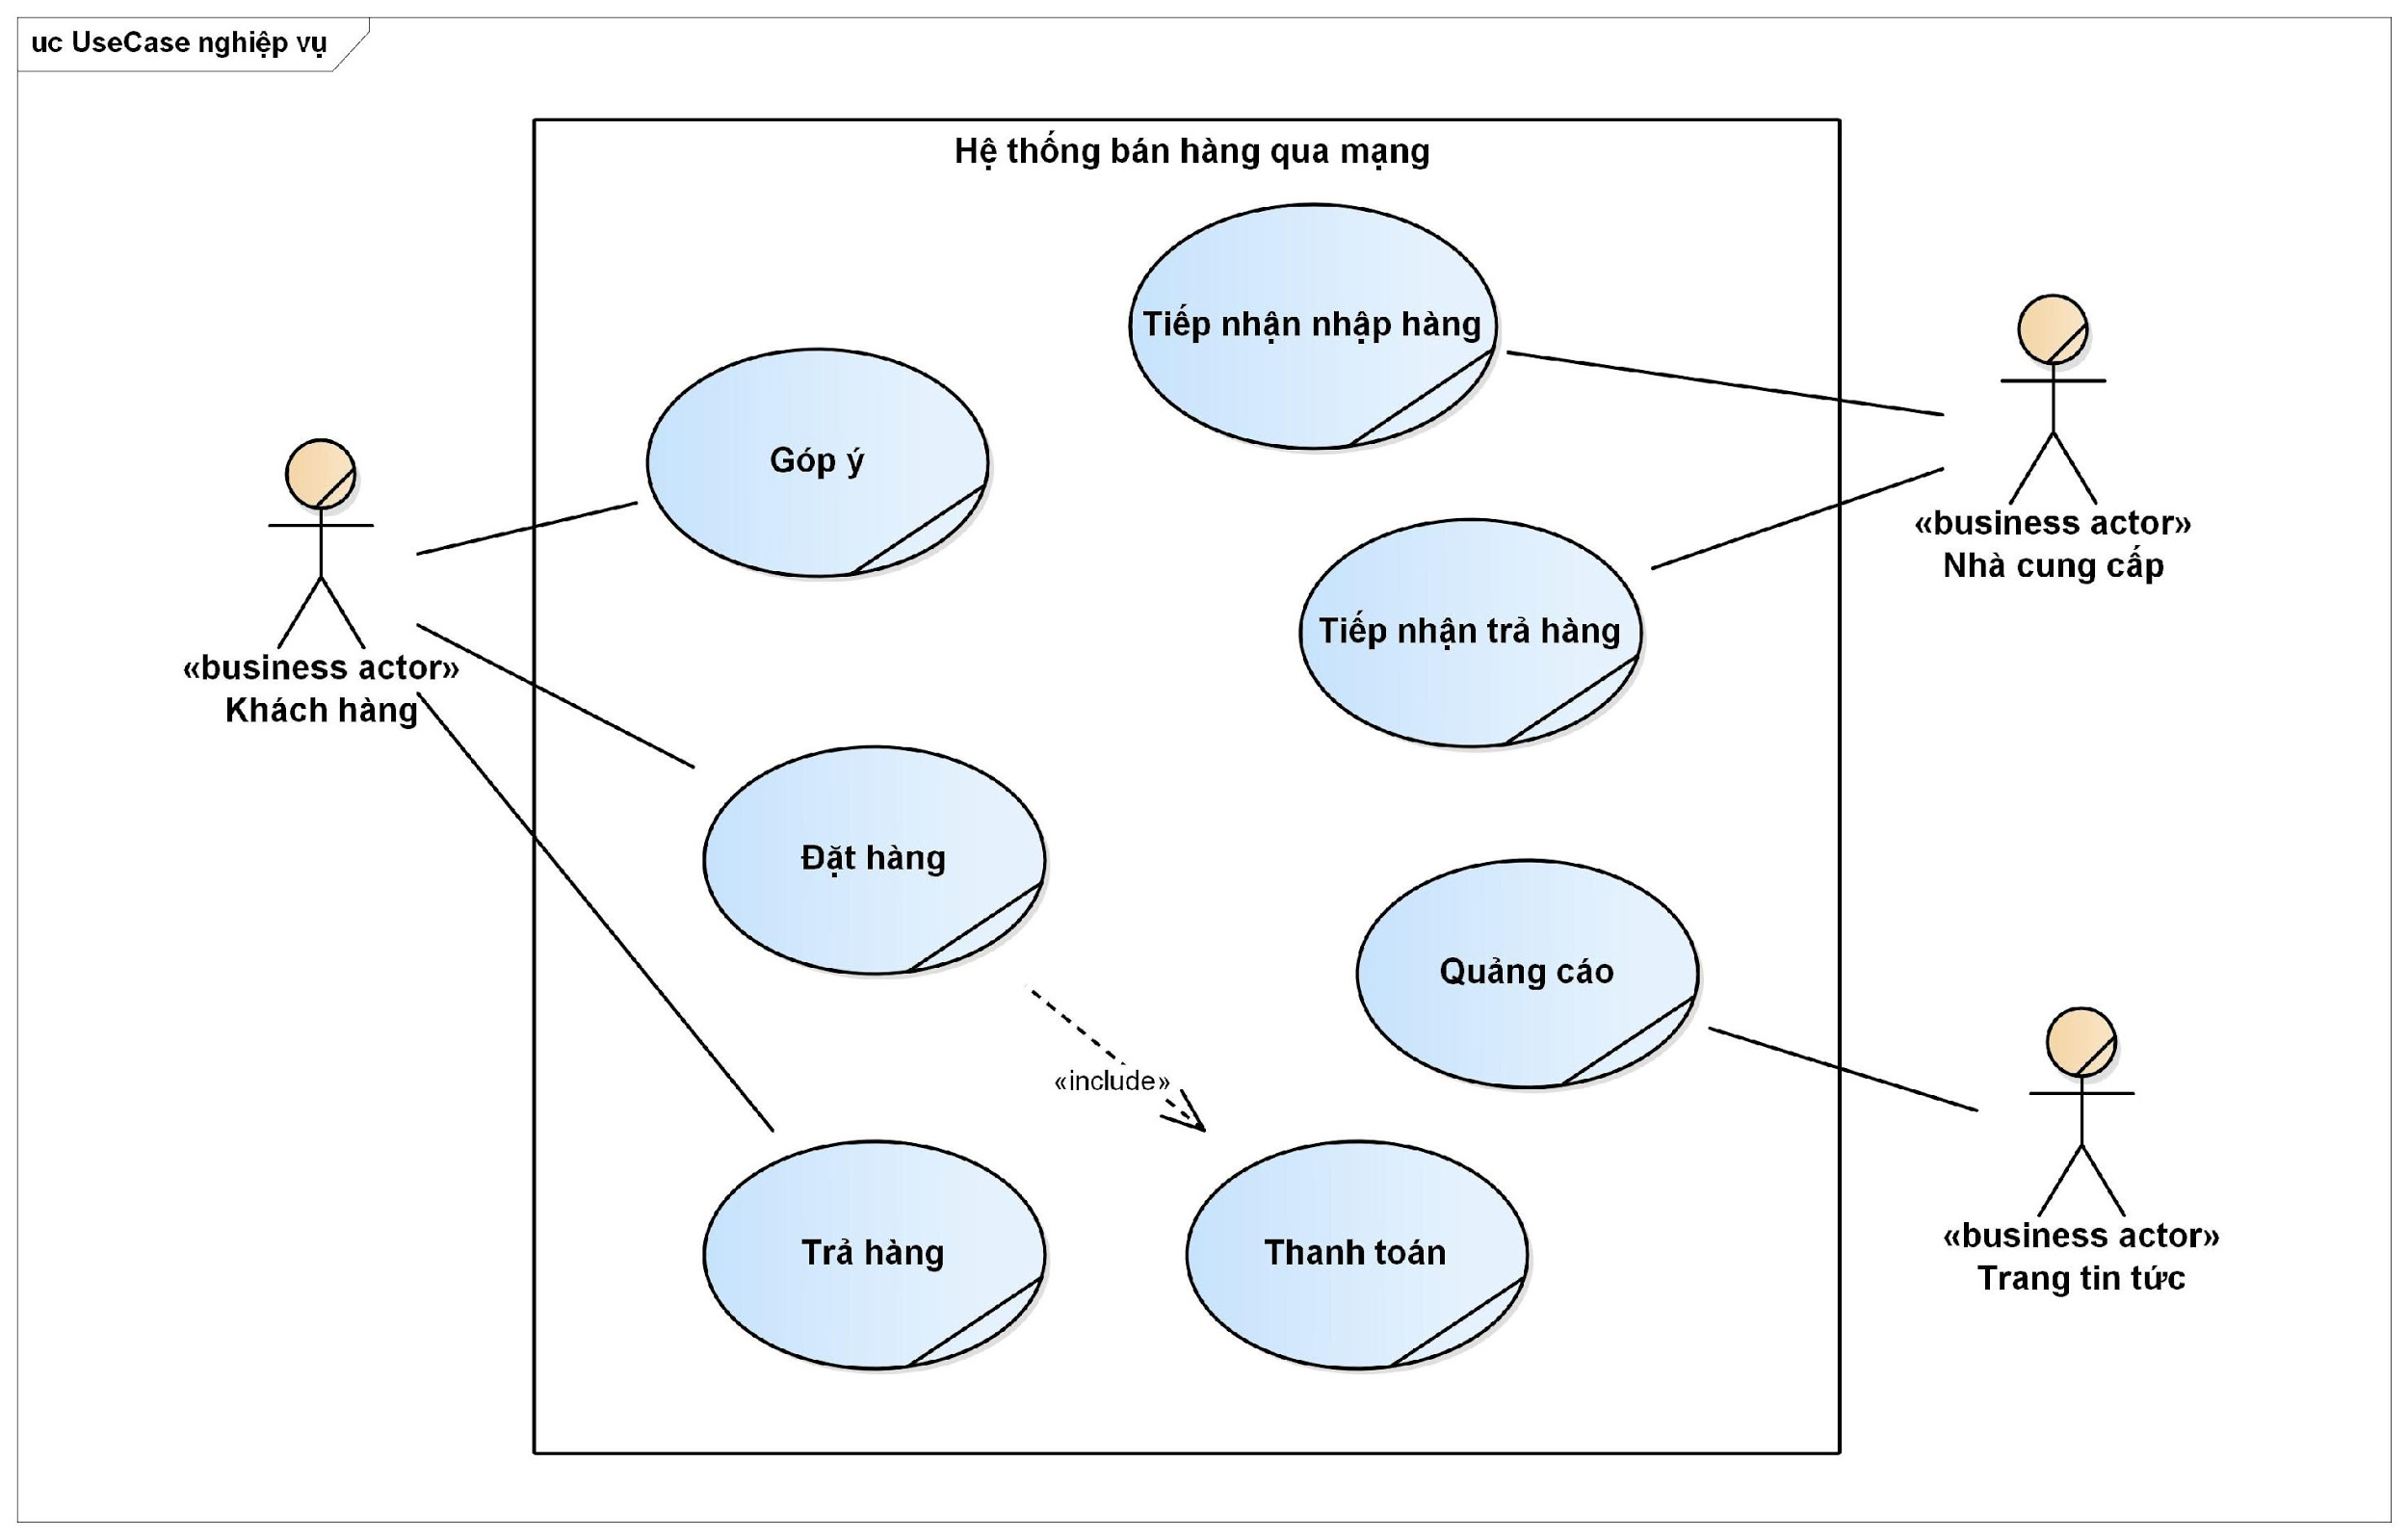 uc UseCase nghiệp vụ
Hệ thống bán hàng qua mạng
Tiếp nhận nhập hàng
Góp ý
«business actor»
Nhà cung cấp
Tiếp nhận trả hàng
«business actor»
Khách hàng
Đặt hàng
Quảng cáo
«include»
Trả hàng
Thanh toán
«business actor»
Trang tin tức